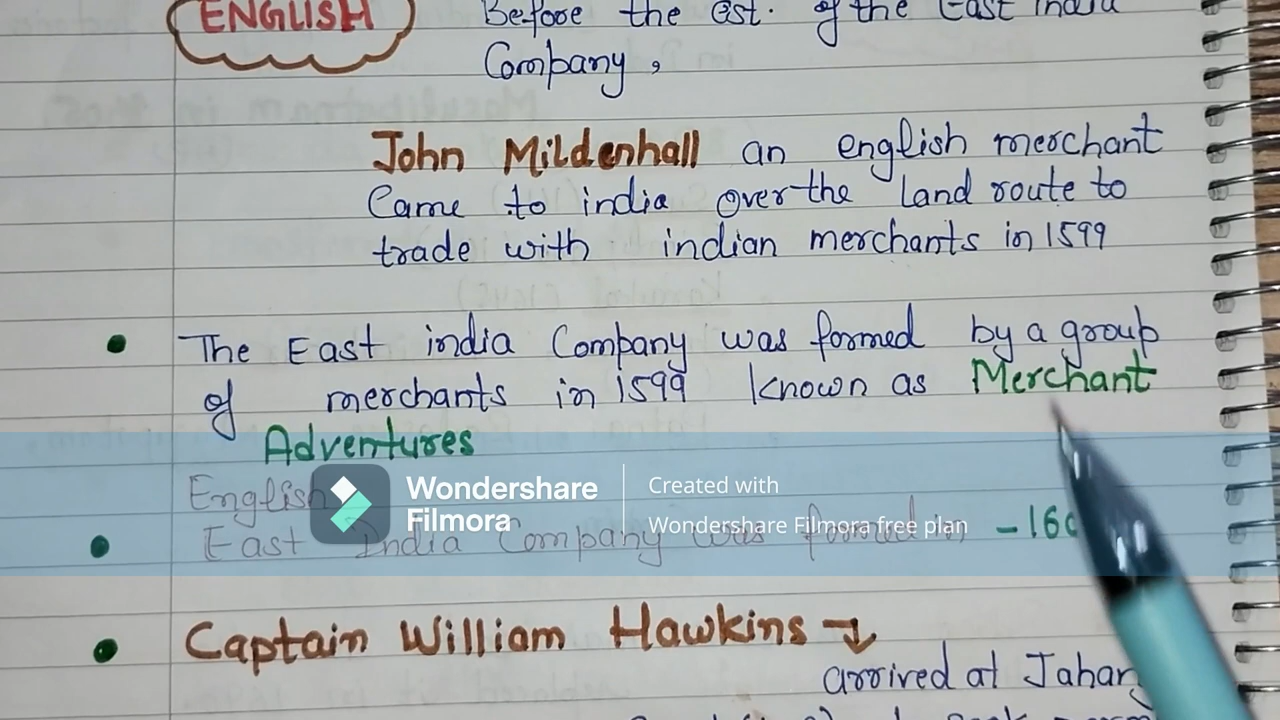 ENGLISH
Before the est. of the East India
Company,
John Mildenhall an english merchant
Came to india over the land route to
trade with indian merchants in 1599
The East india Company was formed by a group
of merchants in 1599 known as Merchant
Adventures
English
East India Company was formed in
Wondershare
Filmora
Created with
Wondershare Filmora free plan
Captain William Hawkins
arrived at